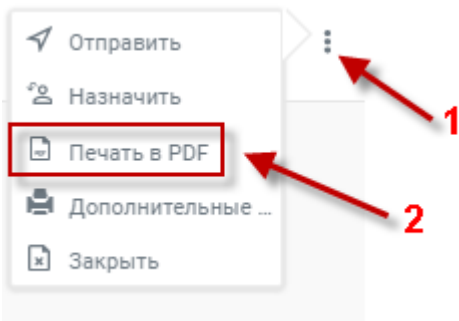 Отправить
1
Назначить
Печать в PDF
Дополнительные ...
2
Закрыть